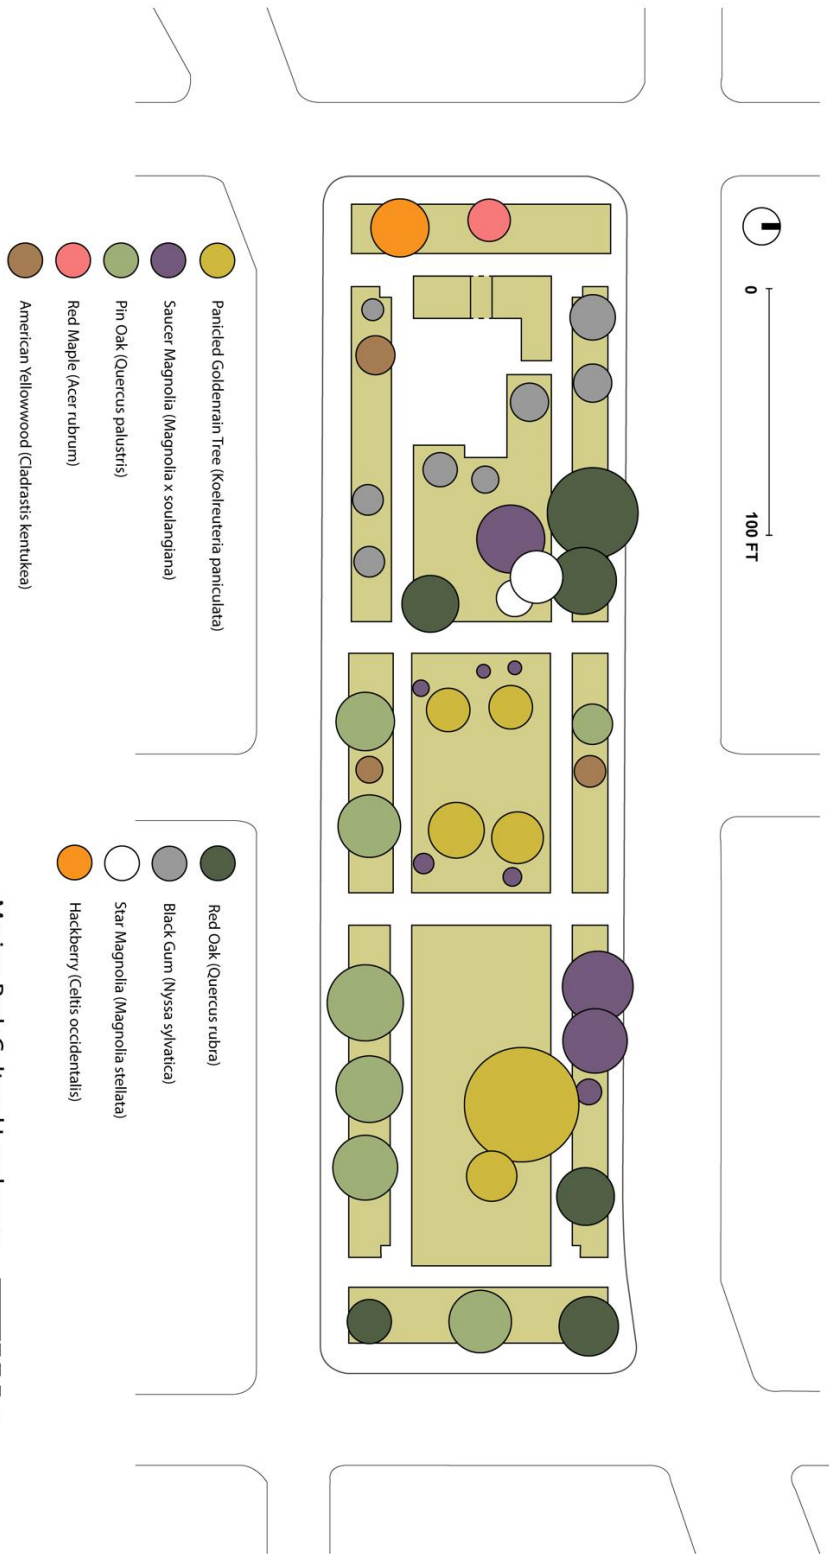 0
100 FT
Panicled Goldenrain Tree (Koelreuteria paniculata)
Saucer Magnolia (Magnolia x soulangiana)
Pin Oak (Quercus palustris)
Red Maple (Acer rubrum)
American Yellowwood (Cladrastis kentukea)
Red Oak (Quercus rubra)
Black Gum (Nyssa sylvatica)
Star Magnolia (Magnolia stellata)
Hackberry (Celtis occidentalis)